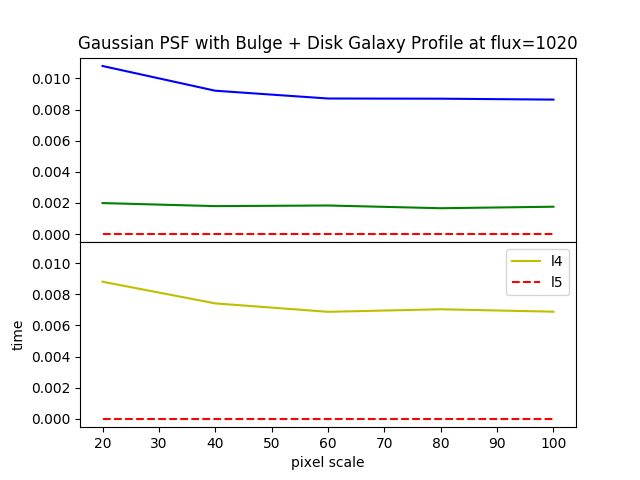 Gaussian PSF with Bulge + Disk Galaxy Profile at flux=1020
0.010
0.008
0.006
0.004
0.002
0.000
0.010
0.008
0.006
0.004
0.002
0.000
time
l4
l5
20 30 40 50 60 70 80 90 100
pixel scale